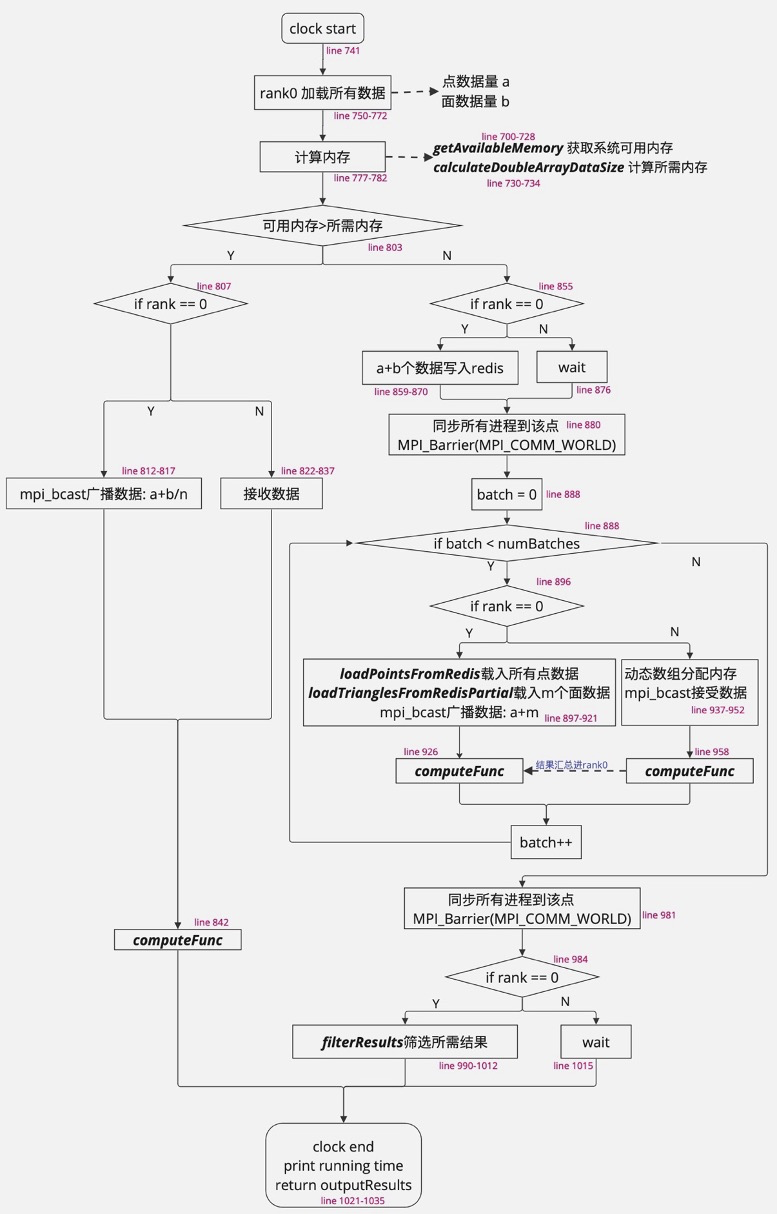 clock start
line 741
rank0 加载所有数据
点数据量 a
面数据量 b
line 750-772
line 700-728
计算内存
getAvailableMemory 获取系统可用内存
calculateDoubleArrayDataSize 计算所需内存
line 777-782
line 730-734
可用内存>所需内存
line 803
Y
N
line 807
if rank == 0
line 855
if rank == 0
Y
N
a+b个数据写入redis
wait
line 859-870
line 876
Y
N
同步所有进程到该点
line 880
MPI_Barrier(MPI_COMM_WORLD)
line 812-817
line 822-837
mpi_bcast广播数据: a+b/n
接收数据
batch = 0
line 888
line 888
if batch < numBatches
Y
N
line 896
if rank == 0
Y
N
loadPointsFromRedis载入所有点数据
loadTrianglesFromRedisPartial载入m个面数据
mpi_bcast广播数据: a+m
line 897-921
动态数组分配内存
mpi_bcast接受数据
line 937-952
line 926
line 958
computeFunc
结果汇总进rank0
computeFunc
batch++
同步所有进程到该点
MPI_Barrier(MPI_COMM_WORLD)
line 981
line 842
computeFunc
line 984
if rank == 0
Y
N
filterResults筛选所需结果
wait
line 990-1012
line 1015
clock end
print running time
return outputResults
line 1021-1035